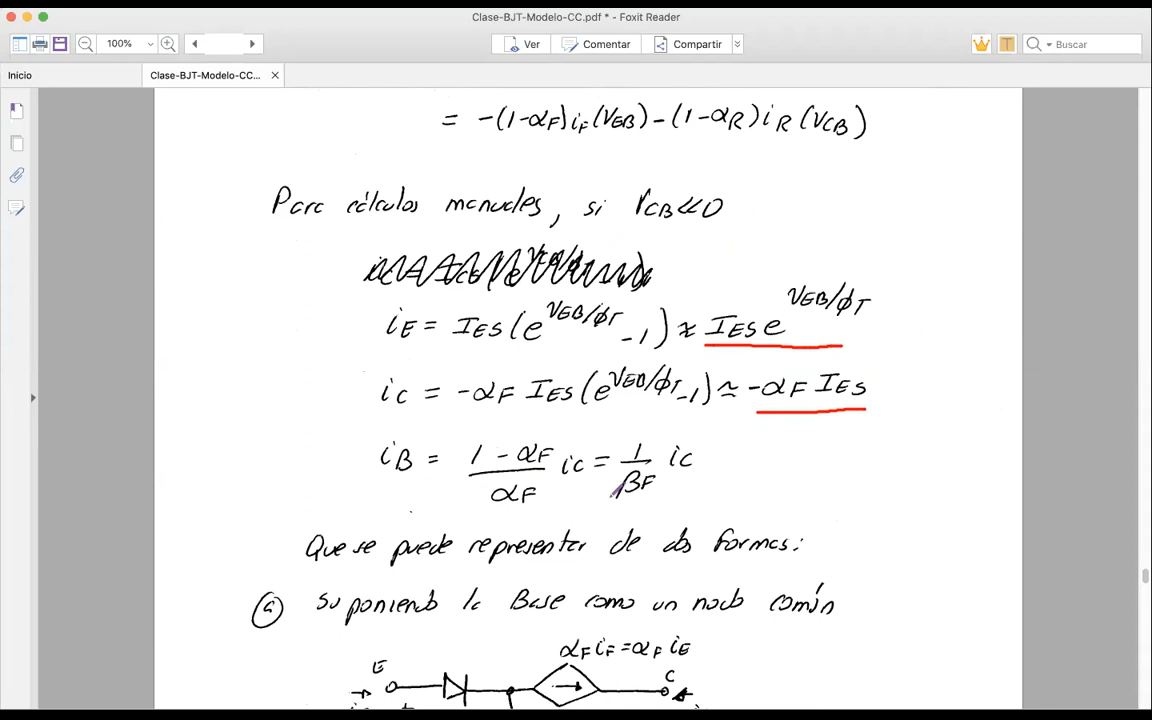 Clase-BJT-Modelo-CC.pdf * - Foxit Reader
100% Ver Comentar Compartir Buscar
Inicio Clase-BJT-Modelo-CC...
= -(1-αF)iF(VEB)-(1-αR)iR(VCB)
Para cálculos manuales, si VCB<<0
iE = IES(e^VEB/ϕT -1) ≈ IES e^VEB/ϕT
iC = -αF IES(e^VEB/ϕT -1) ≃ -αF IES
iB = 1-αF/αF iC = 1/βF iC
Que se puede representar de dos formas:
a Suponiendo la Base como un nodo común
αF iF = αF iE
E C